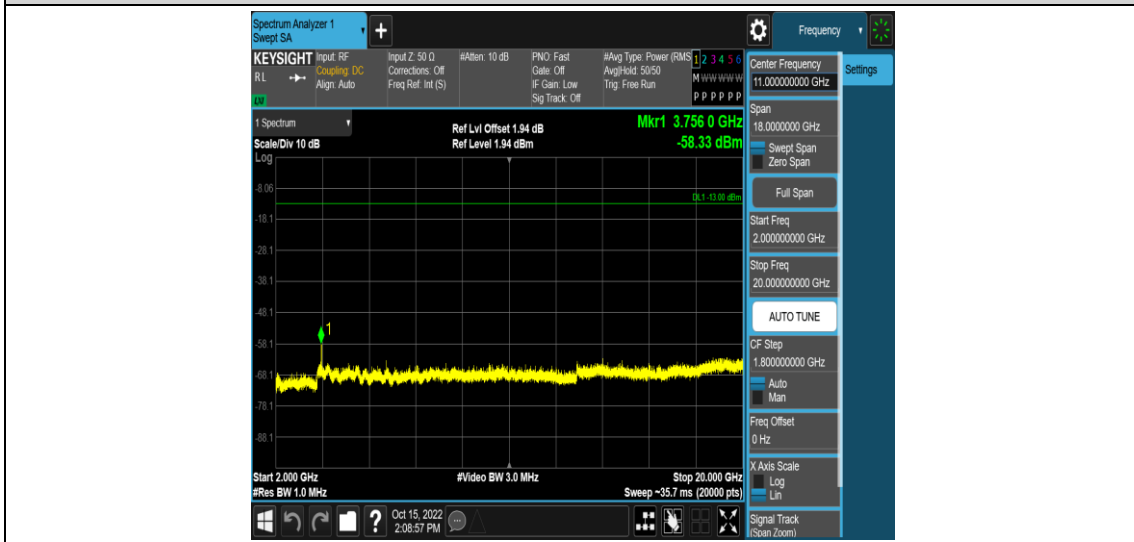 Spectrum Analyzer 1
Swept SA
+
Frequency
KEYSIGHT
RL
LXI
Input: RF
Coupling: DC
Align: Auto
Input Z: 50 Ω
Corrections: Off
Freq Ref: Int (S)
#Atten: 10 dB
PNO: Fast
Gate: Off
IF Gain: Low
Sig Track: Off
#Avg Type: Power (RMS
Avg|Hold: 50/50
Trig: Free Run
1 2 3 4 5 6
M W W W W W
P P P P P P
1 Spectrum
Scale/Div 10 dB
Ref Lvl Offset 1.94 dB
Ref Level 1.94 dBm
Mkr1 3.756 0 GHz
-58.33 dBm
Log
-8.06
DL1 -13.00 dBm
-18.1
-28.1
-38.1
-48.1
1
-58.1
-68.1
-78.1
-88.1
Start 2.000 GHz
#Video BW 3.0 MHz
Stop 20.000 GHz
#Res BW 1.0 MHz
Sweep ~35.7 ms (20000 pts)
?
Oct 15, 2022
2:08:57 PM
Center Frequency
11.000000000 GHz
Settings
Span
18.0000000 GHz
Swept Span
Zero Span
Full Span
Start Freq
2.000000000 GHz
Stop Freq
20.000000000 GHz
AUTO TUNE
CF Step
1.800000000 GHz
Auto
Man
Freq Offset
0 Hz
X Axis Scale
Log
Lin
Signal Track
(Span Zoom)